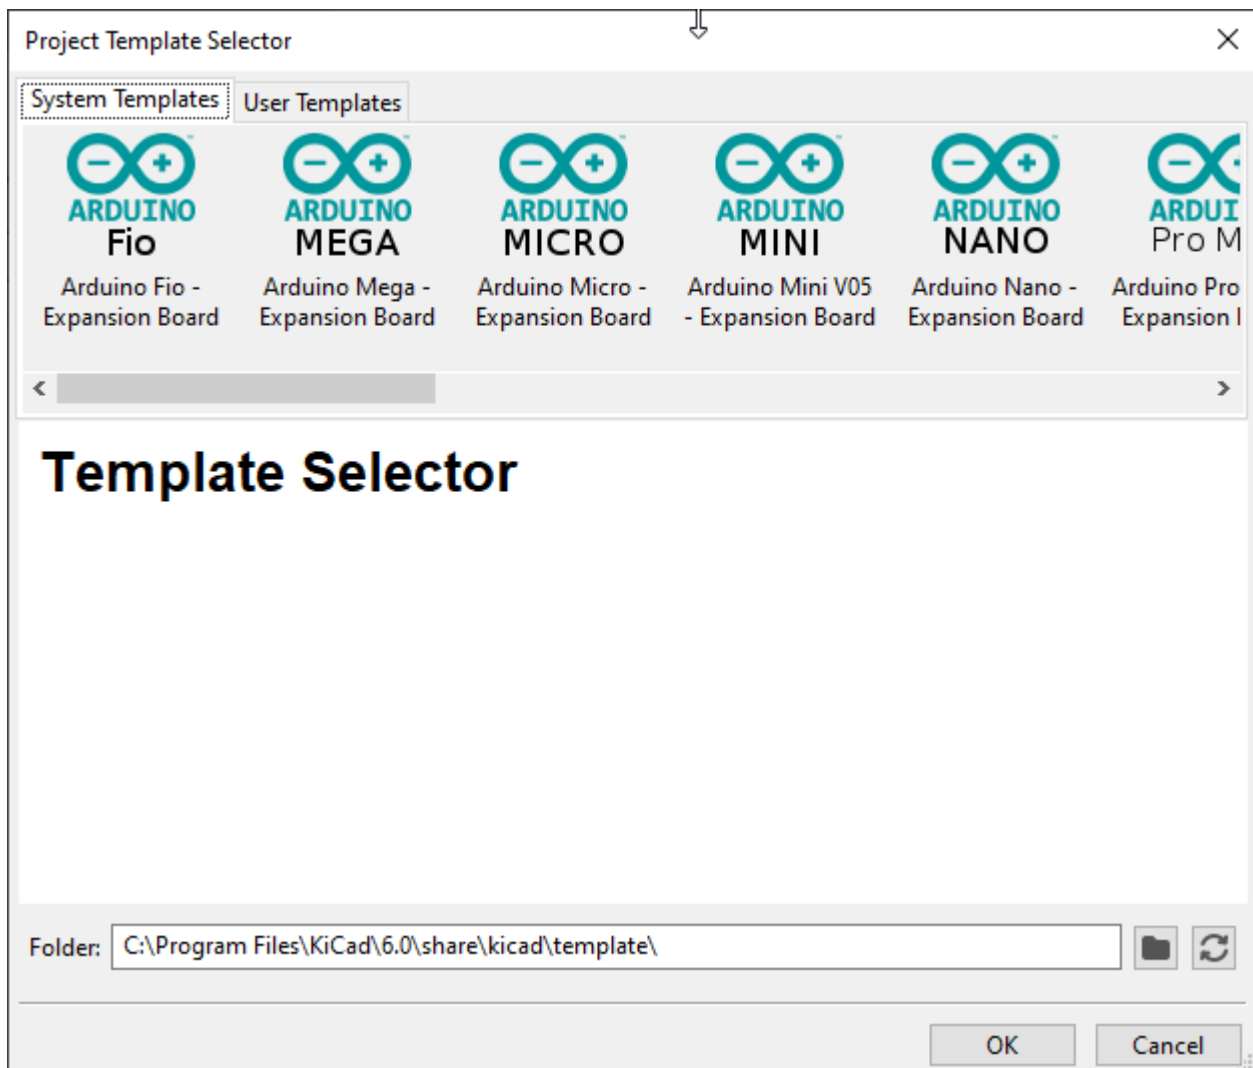 Project Template Selector
System Templates User Templates
ARDUINO ARDUINO ARDUINO ARDUINO ARDUINO ARDUI
Fio MEGA MICRO MINI NANO Pro M
Arduino Fio - Arduino Mega - Arduino Micro - Arduino Mini V05 Arduino Nano - Arduino Pro
Expansion Board Expansion Board Expansion Board - Expansion Board Expansion Board Expansion
Template Selector
Folder: C:\Program Files\KiCad\6.0\share\kicad\template\
OK Cancel